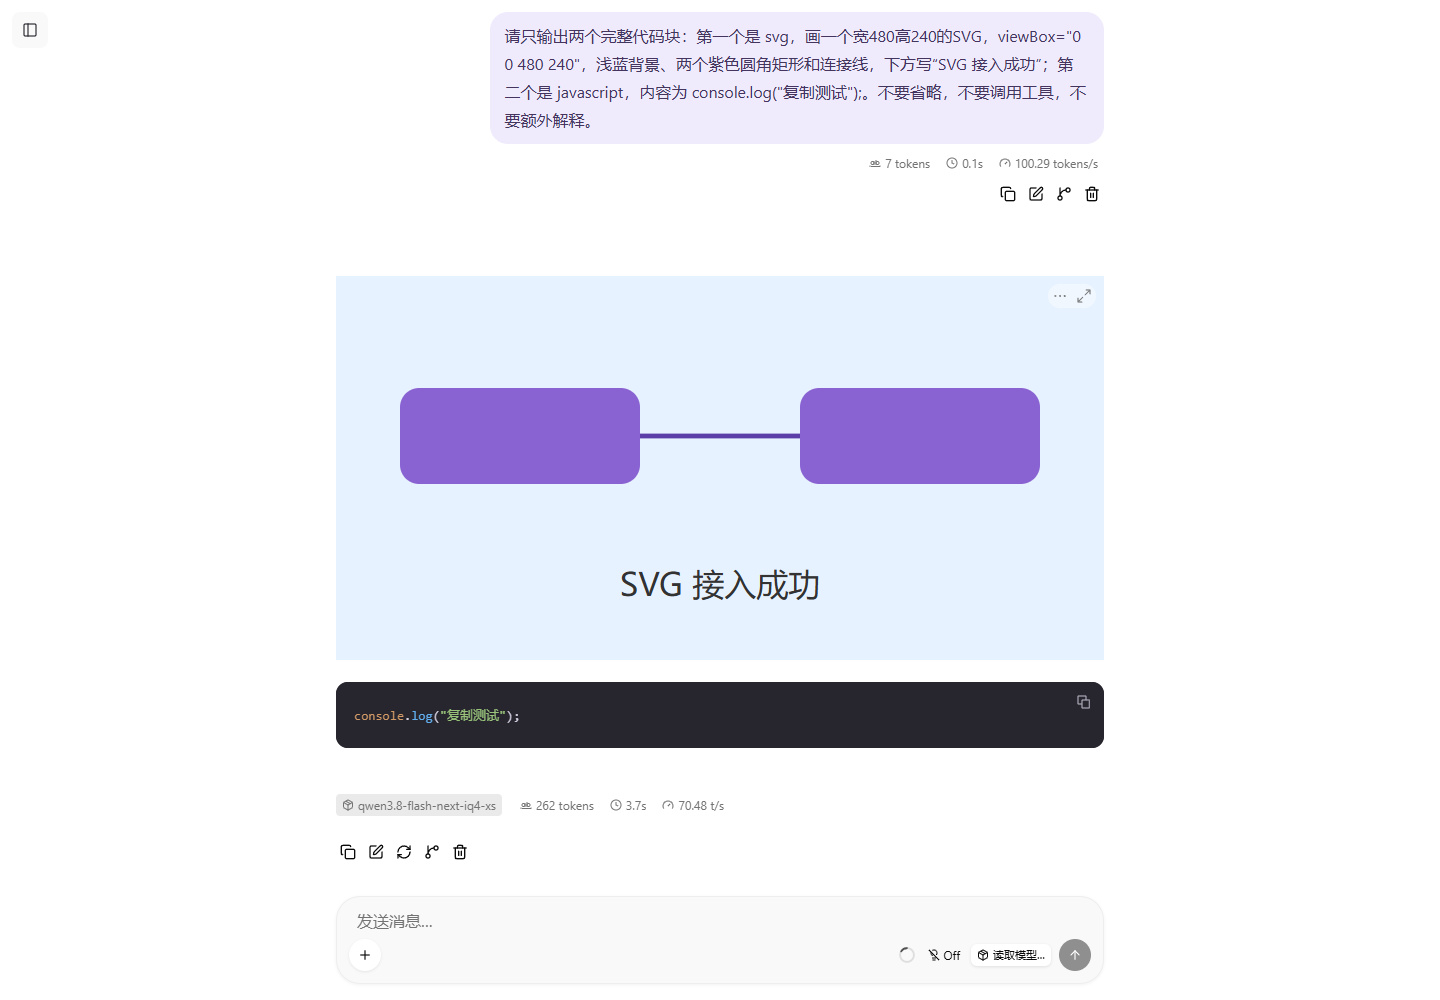 请只输出两个完整代码块：第一个是 svg，画一个宽480高240的SVG，viewBox="0
0 480 240"，浅蓝背景、两个紫色圆角矩形和连接线，下方写“SVG 接入成功”；第
二个是 javascript，内容为 console.log("复制测试");。不要省略，不要调用工具，不
要额外解释。
7 tokens 0.1s 100.29 tokens/s
SVG 接入成功
console.log("复制测试");
qwen3.8-flash-next-iq4-xs 262 tokens 3.7s 70.48 t/s
发送消息...
Off 读取模型...